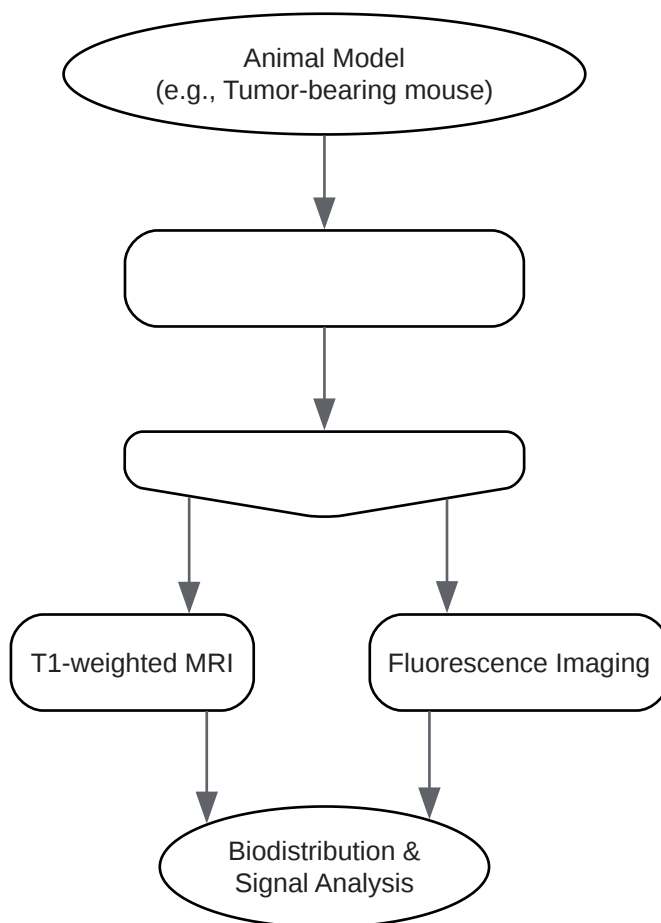 Animal Model
(e.g., Tumor-bearing mouse)
T1-weighted MRI
Fluorescence Imaging
Biodistribution &
Signal Analysis